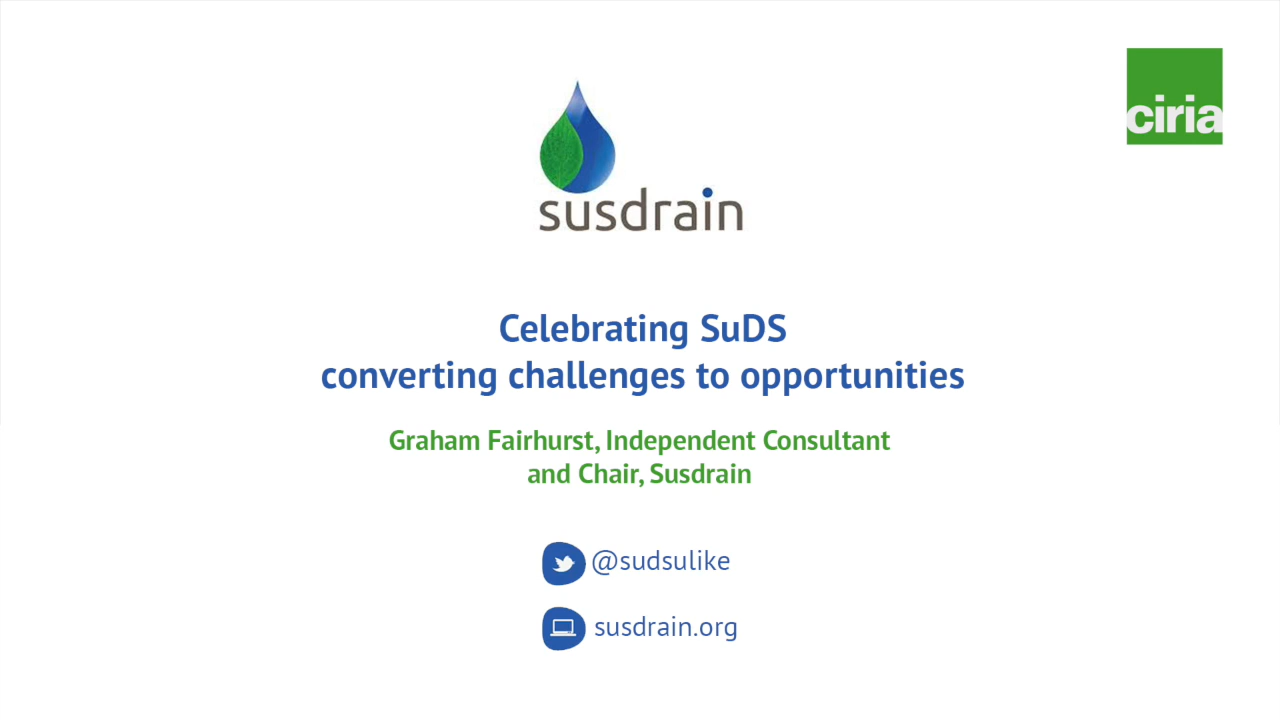 ciria
susdrain
Celebrating SuDS
converting challenges to opportunities
Graham Fairhurst, Independent Consultant
and Chair, Susdrain
@sudsulike
susdrain.org